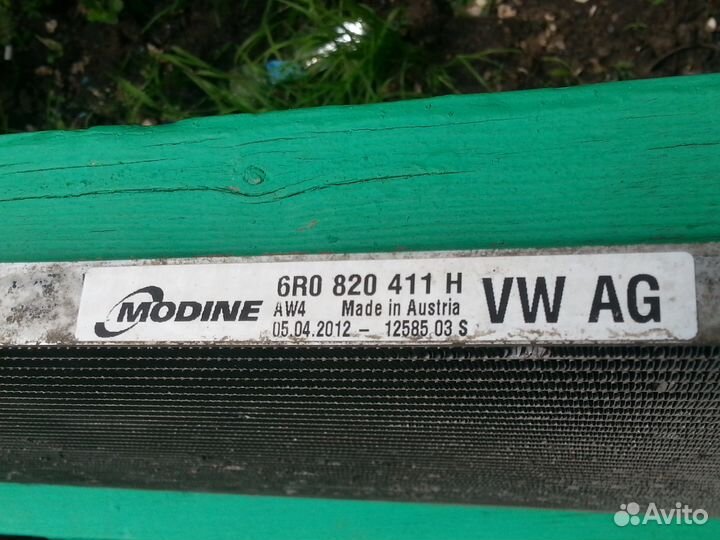 MODINE
6R0 820 411 H
AW4 Made in Austria
05.04.2012 - 12585 03 S
VW AG
Avito